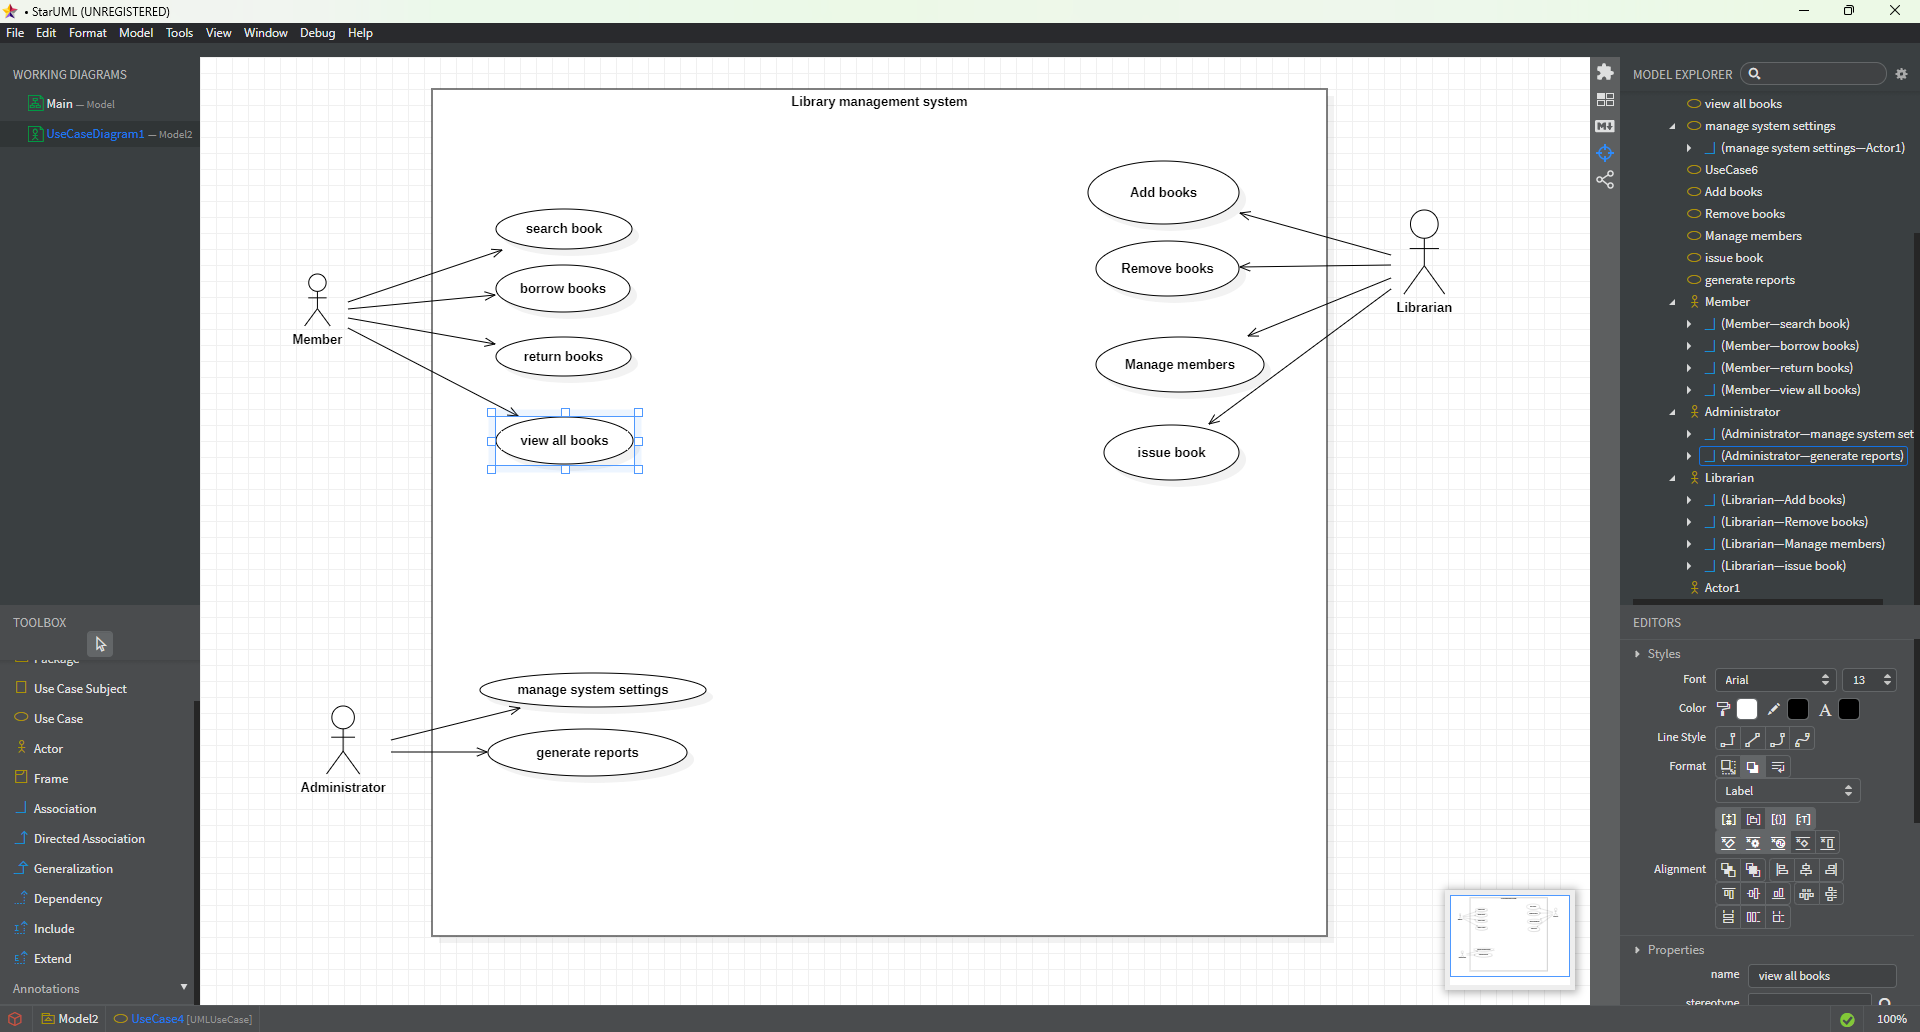 • StarUML (UNREGISTERED)
File Edit Format Model Tools View Window Debug Help
WORKING DIAGRAMS
Main — Model
UseCaseDiagram1 — Model2
TOOLBOX
Package
Use Case Subject
Use Case
Actor
Frame
Association
Directed Association
Generalization
Dependency
Include
Extend
Annotations
Library management system
search book
borrow books
return books
view all books
Member
Add books
Remove books
Manage members
issue book
Librarian
manage system settings
generate reports
Administrator
MODEL EXPLORER
view all books
manage system settings
(manage system settings—Actor1)
UseCase6
Add books
Remove books
Manage members
issue book
generate reports
Member
(Member—search book)
(Member—borrow books)
(Member—return books)
(Member—view all books)
Administrator
(Administrator—manage system set
(Administrator—generate reports)
Librarian
(Librarian—Add books)
(Librarian—Remove books)
(Librarian—Manage members)
(Librarian—issue book)
Actor1
EDITORS
Styles
Font Arial 13
Color A
Line Style
Format
Label
Alignment
Properties
name view all books
stereotype
Model2 UseCase4 [UMLUseCase]
100%